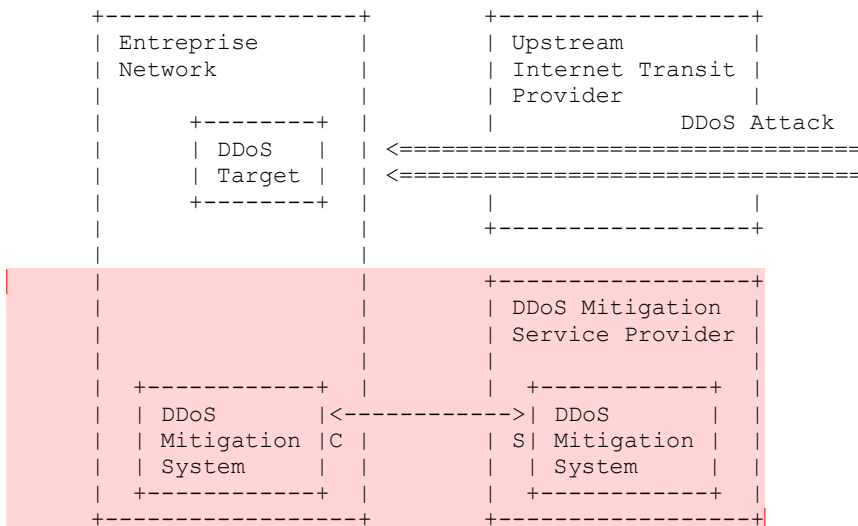 Entreprise
Network
Upstream
Internet Transit
Provider
DDoS Attack
DDoS
Target
DDoS Mitigation
Service Provider
DDoS
Mitigation
System
C
S
DDoS
Mitigation
System